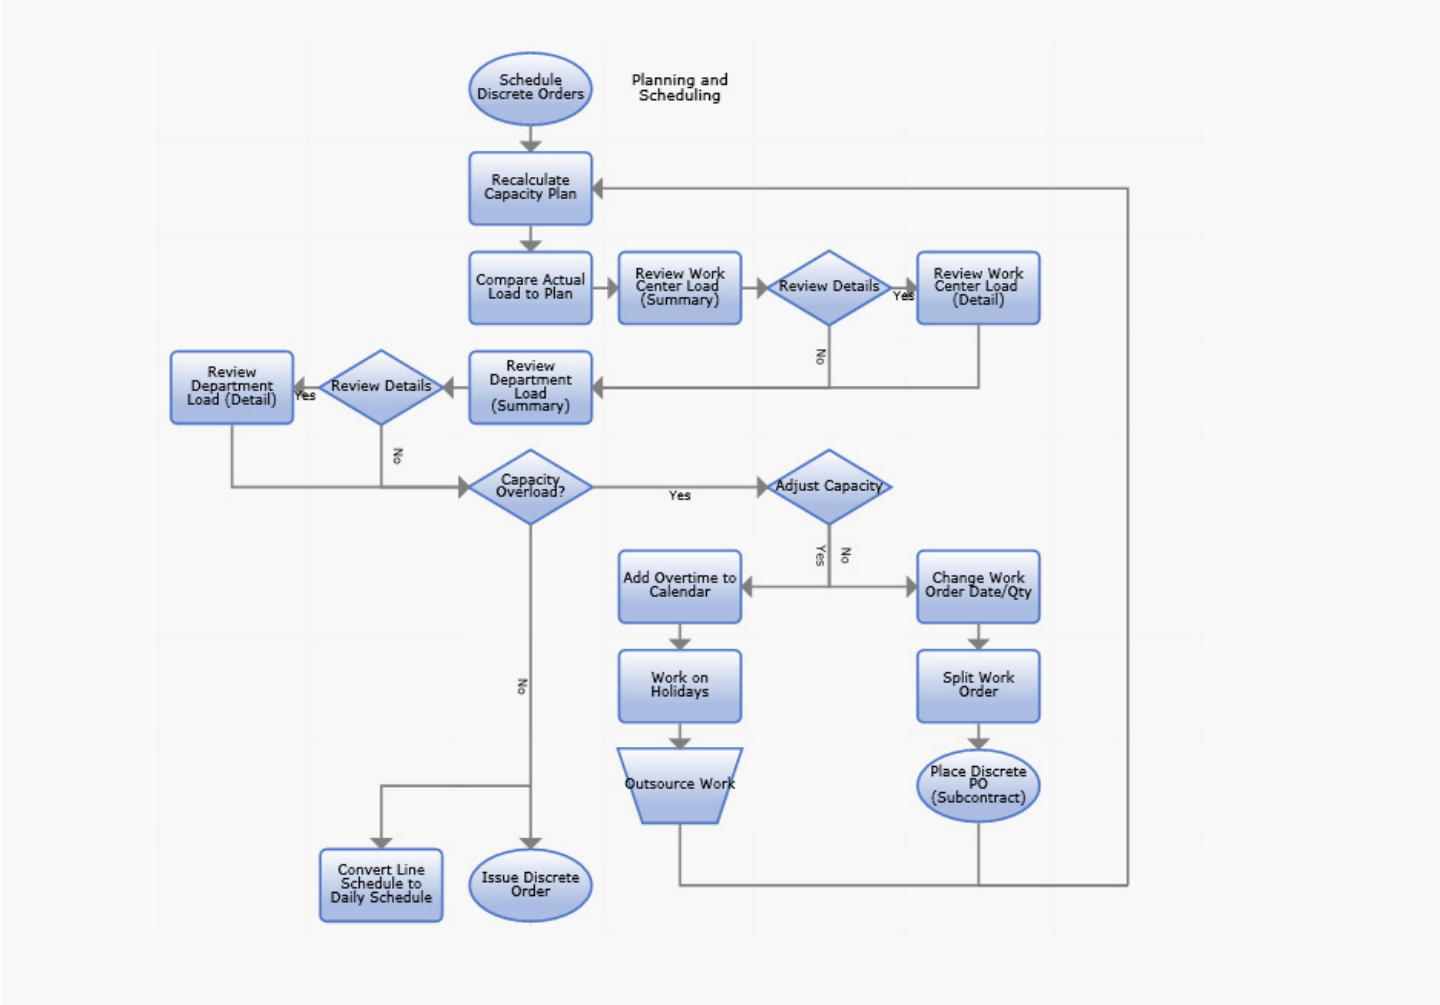 Schedule
Discrete Orders
Planning and
Scheduling
Recalculate
Capacity Plan
Compare Actual
Load to Plan
Review Work
Center Load
(Summary)
Review Details
Yes
Review Work
Center Load
(Detail)
No
Review
Department
Load (Detail)
Yes
Review Details
Review
Department
Load
(Summary)
No
Capacity
Overload?
Yes
Adjust Capacity
Yes
No
Add Overtime to
Calendar
Change Work
Order Date/Qty
Work on
Holidays
Split Work
Order
No
Outsource Work
Place Discrete
PO
(Subcontract)
Convert Line
Schedule to
Daily Schedule
Issue Discrete
Order